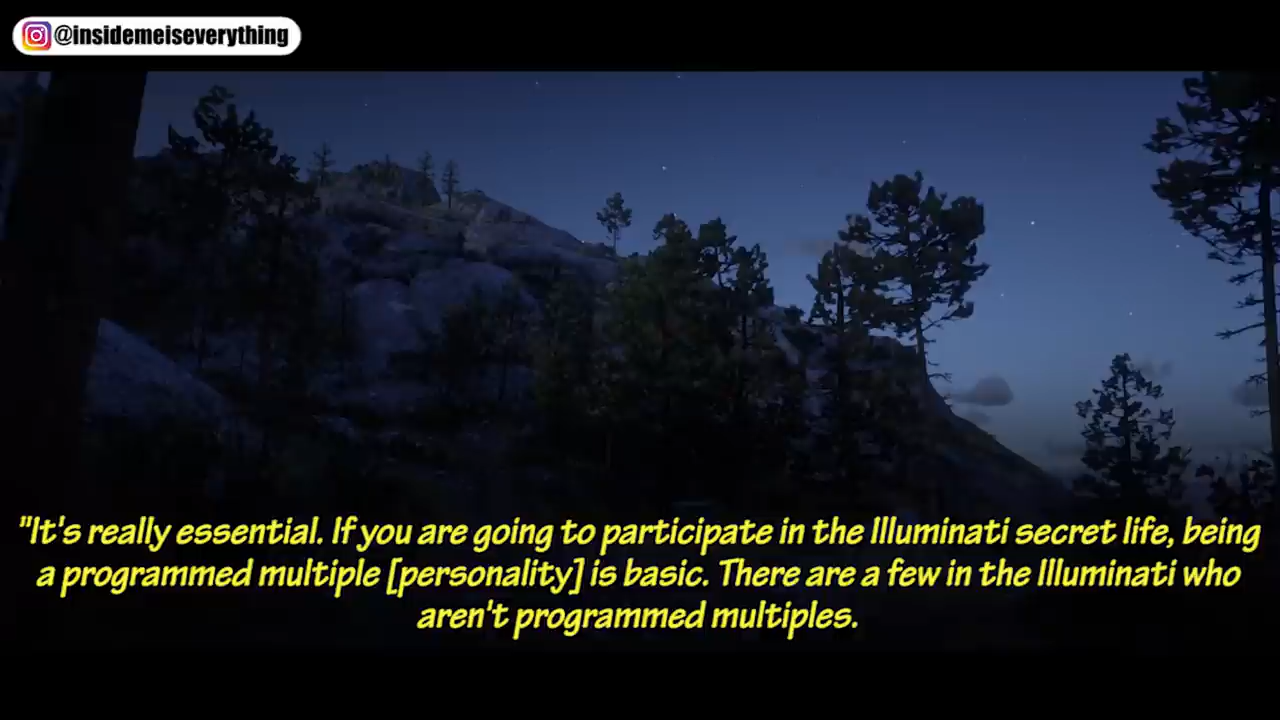 @insidemeiseverything
"It's really essential. If you are going to participate in the Illuminati secret life, being
a programmed multiple [personality] is basic. There are a few in the Illuminati who
aren't programmed multiples.